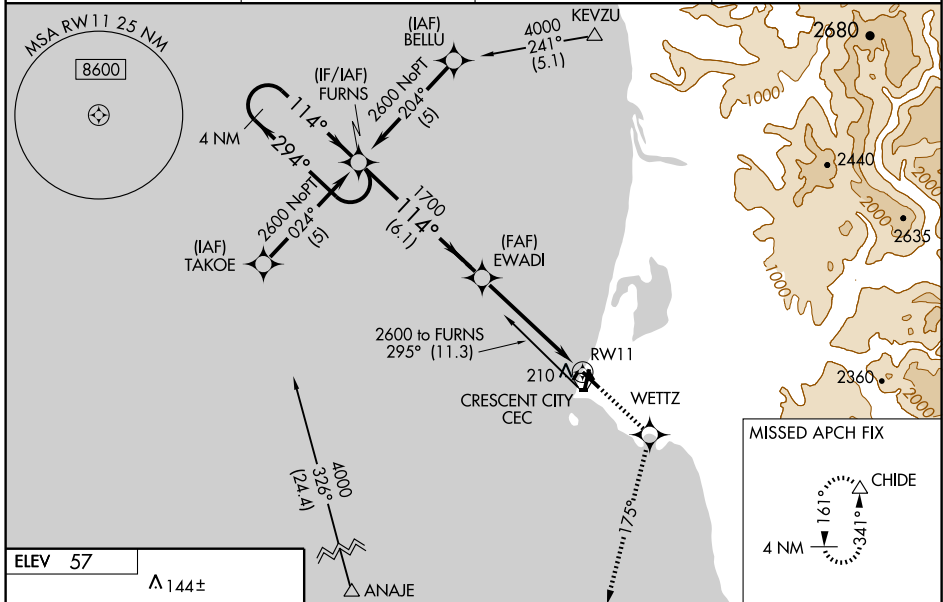 MSA RW11 25 NM
8600
(IAF)
BELLU
KEVZU
4000
241°
(5.1)
2600 NoPT
204°
(5)
(IF/IAF)
FURNS
4 NM
114°
294°
2600 NoPT
024°
(5)
(IAF)
TAKOE
1700
114°
(6.1)
(FAF)
EWADI
2600 to FURNS
295° (11.3)
RW11
210
CRESCENT CITY
CEC
WETTZ
175°
4000
326°
(24.4)
ANAJE
2680
1000
2440
2000
2000
2635
1000
2360
2000
MISSED APCH FIX
CHIDE
161°
341°
4 NM
ELEV 57
144±